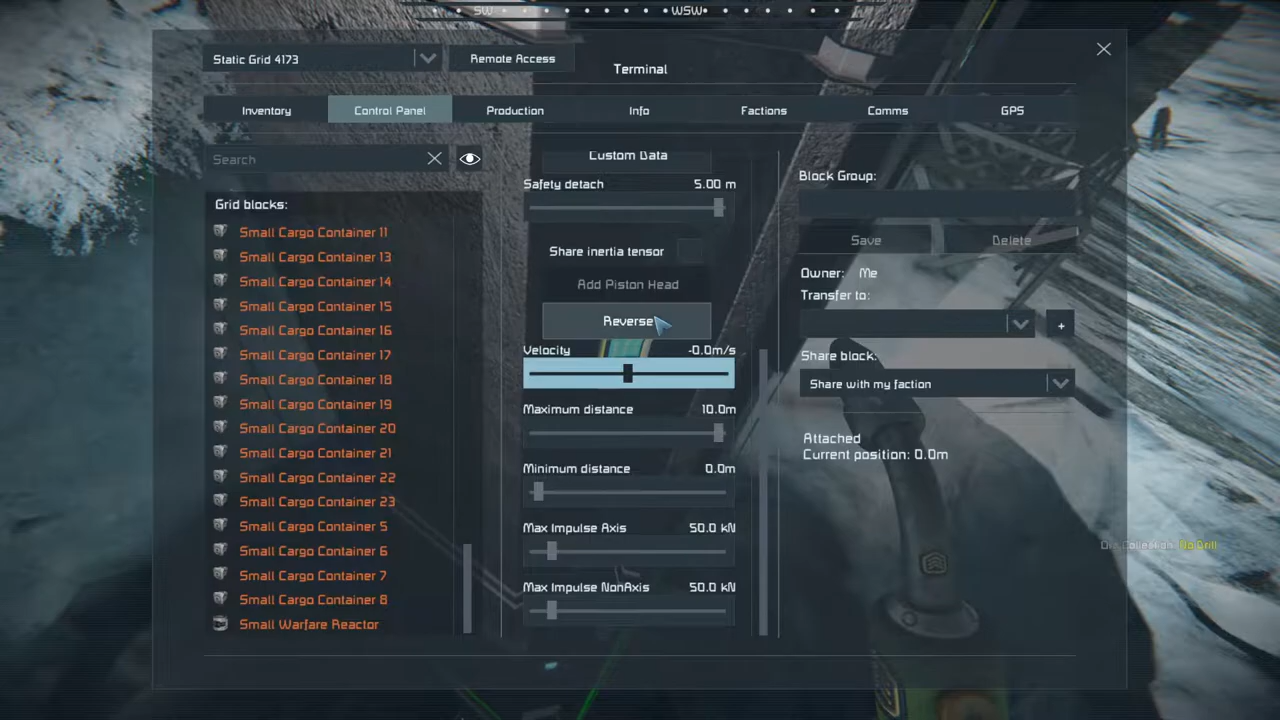 SW WSW
Static Grid 4173
Remote Access
Terminal
Inventory
Control Panel
Production
Info
Factions
Comms
GPS
Search
Grid blocks:
Small Cargo Container 11
Small Cargo Container 13
Small Cargo Container 14
Small Cargo Container 15
Small Cargo Container 16
Small Cargo Container 17
Small Cargo Container 18
Small Cargo Container 19
Small Cargo Container 20
Small Cargo Container 21
Small Cargo Container 22
Small Cargo Container 23
Small Cargo Container 5
Small Cargo Container 6
Small Cargo Container 7
Small Cargo Container 8
Small Warfare Reactor
Custom Data
Safety detach 5.00 m
Share inertia tensor
Add Piston Head
Reverse
Velocity -0.0m/s
Maximum distance 10.0m
Minimum distance 0.0m
Max Impulse Axis 50.0 kN
Max Impulse NonAxis 50.0 kN
Block Group:
Save
Delete
Owner: Me
Transfer to:
+
Share block:
Share with my faction
Attached
Current position: 0.0m
Ore Collection: No Drill